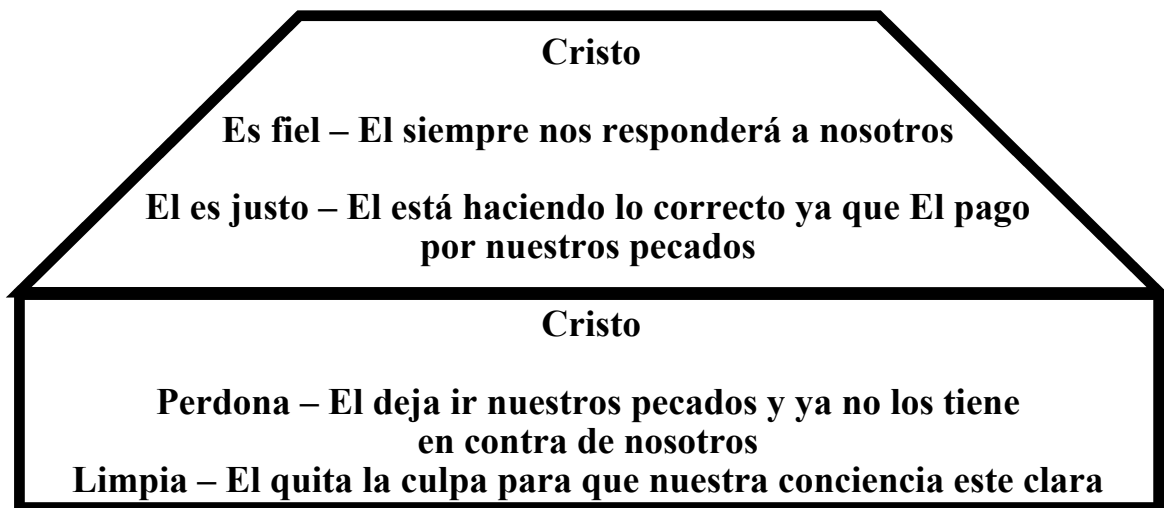 Cristo
Es fiel – El siempre nos responderá a nosotros
El es justo – El está haciendo lo correcto ya que El pago
por nuestros pecados
Cristo
Perdona – El deja ir nuestros pecados y ya no los tiene
en contra de nosotros
Limpia – El quita la culpa para que nuestra conciencia este clara